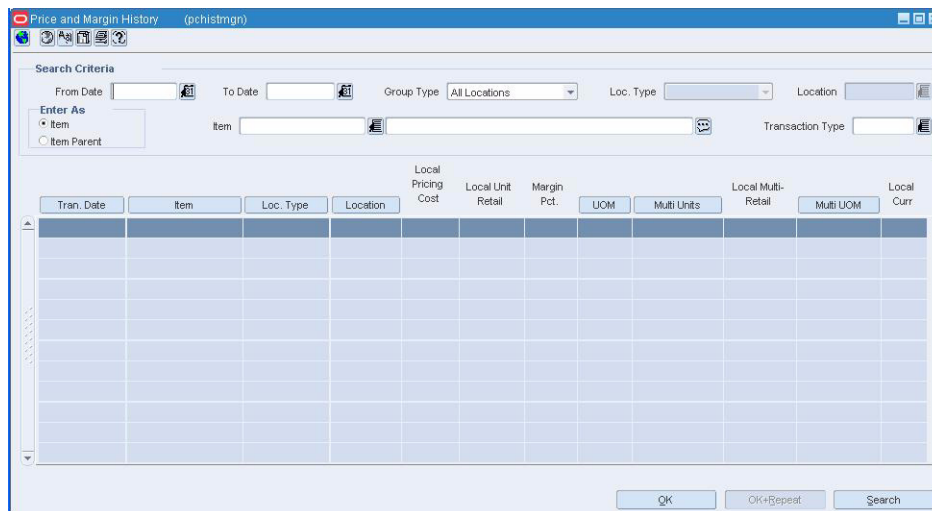 Price and Margin History (pchistmgn)
Search Criteria
From Date To Date Group Type All Locations Loc. Type Location
Enter As
Item
Item Parent
Item Transaction Type
Tran. Date Item Loc. Type Location Local Pricing Cost Local Unit Retail Margin Pct. UOM Multi Units Local Multi-Retail Multi UOM Local Curr
OK OK+Repeat Search